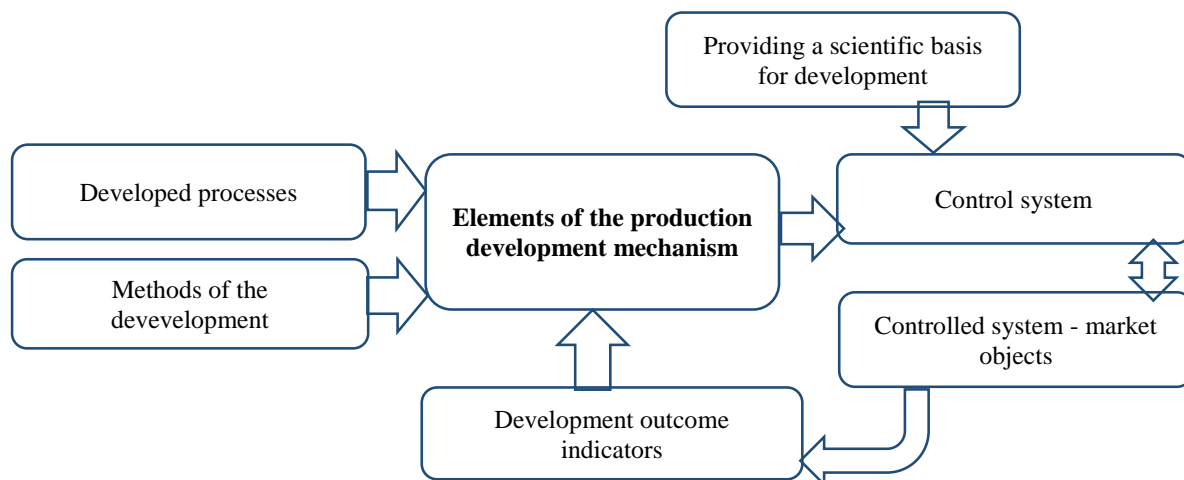 Providing a scientific basis
for development
Developed processes
Elements of the production
development mechanism
Control system
Methods of the
devevelopment
Controlled system - market
objects
Development outcome
indicators